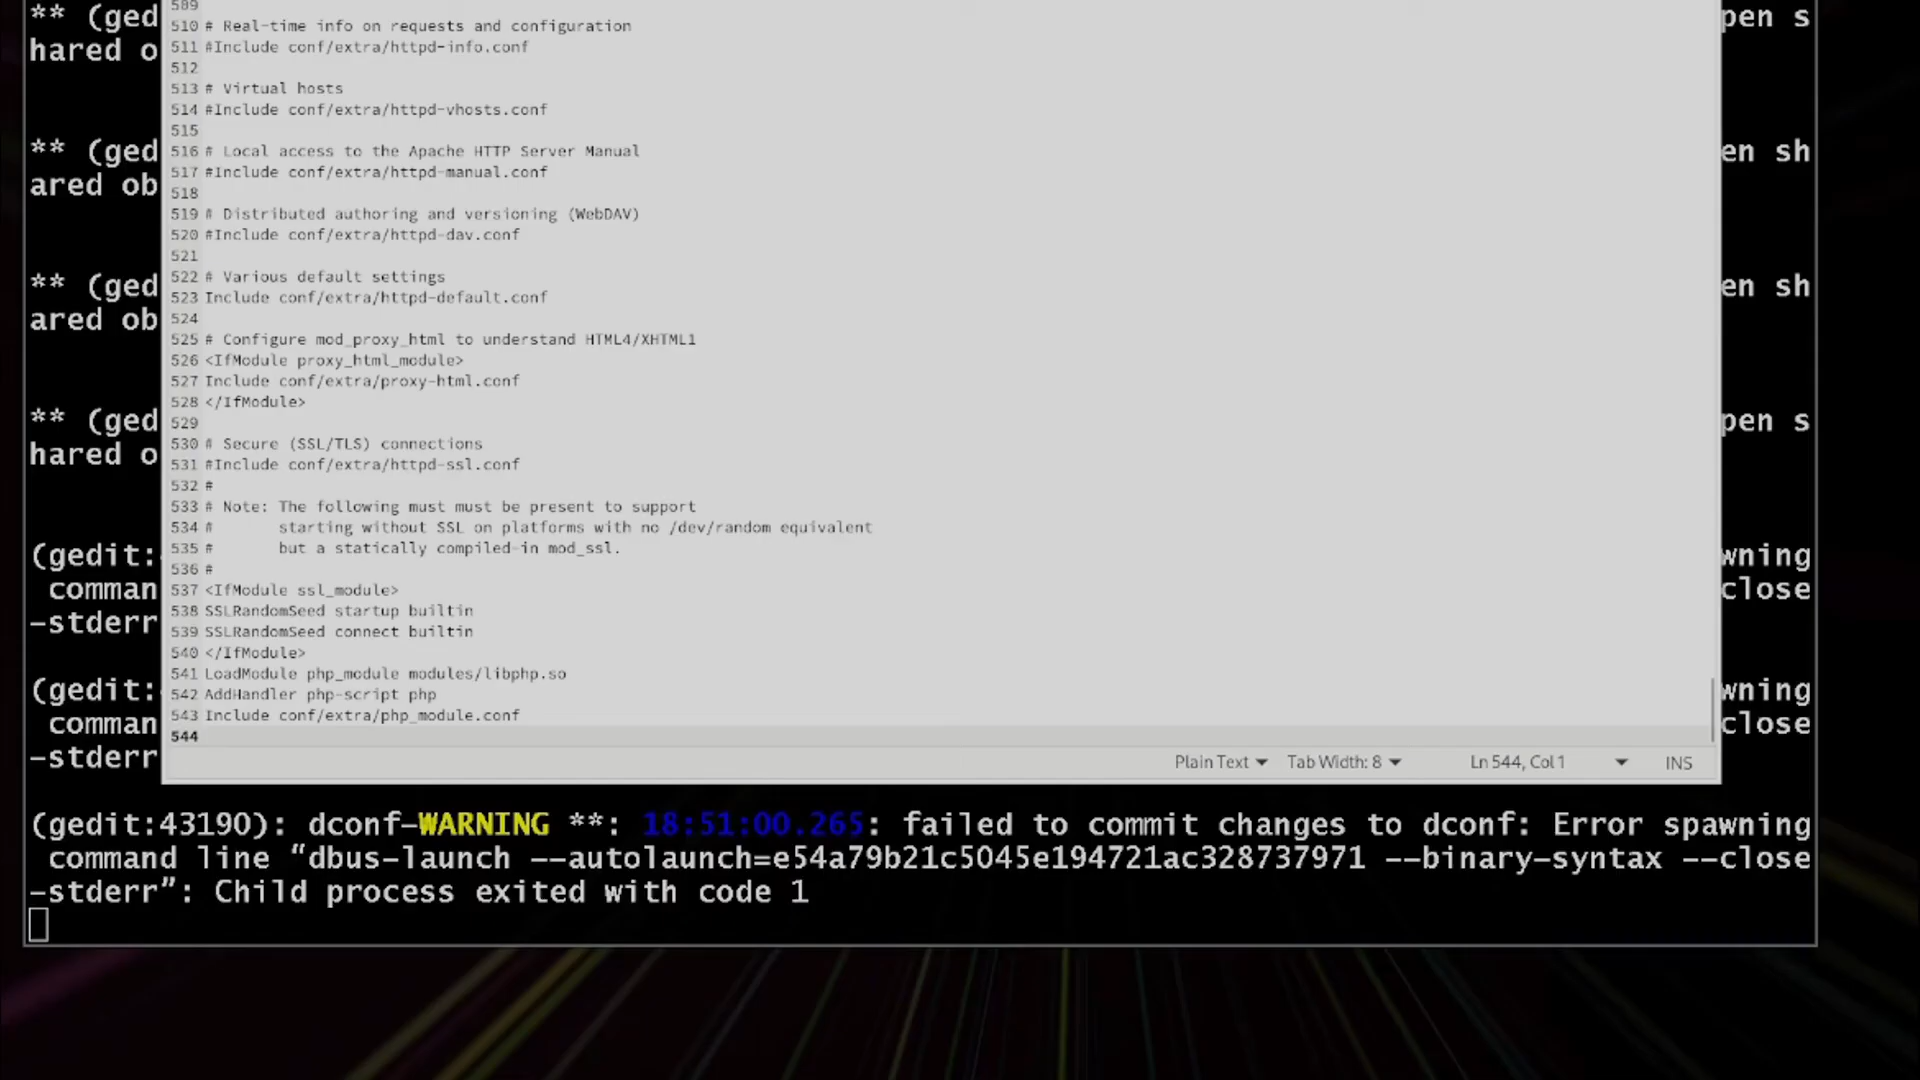 ** (ged
hared o
** (ged
ared ob
** (ged
ared ob
** (ged
hared o
(gedit:
comman
-stderr
(gedit:
comman
-stderr
509
510 # Real-time info on requests and configuration
511 #Include conf/extra/httpd-info.conf
512
513 # Virtual hosts
514 #Include conf/extra/httpd-vhosts.conf
515
516 # Local access to the Apache HTTP Server Manual
517 #Include conf/extra/httpd-manual.conf
518
519 # Distributed authoring and versioning (WebDAV)
520 #Include conf/extra/httpd-dav.conf
521
522 # Various default settings
523 Include conf/extra/httpd-default.conf
524
525 # Configure mod_proxy_html to understand HTML4/XHTML1
526 <IfModule proxy_html_module>
527 Include conf/extra/proxy-html.conf
528 </IfModule>
529
530 # Secure (SSL/TLS) connections
531 #Include conf/extra/httpd-ssl.conf
532 #
533 # Note: The following must must be present to support
534 #       starting without SSL on platforms with no /dev/random equivalent
535 #       but a statically compiled-in mod_ssl.
536 #
537 <IfModule ssl_module>
538 SSLRandomSeed startup builtin
539 SSLRandomSeed connect builtin
540 </IfModule>
541 LoadModule php_module modules/libphp.so
542 AddHandler php-script php
543 Include conf/extra/php_module.conf
544
Plain Text Tab Width: 8 Ln 544, Col 1 INS
pen s
en sh
en sh
pen s
wning
close
wning
close
(gedit:43190): dconf-WARNING **: 18:51:00.265: failed to commit changes to dconf: Error spawning
command line “dbus-launch --autolaunch=e54a79b21c5045e194721ac328737971 --binary-syntax --close
-stderr”: Child process exited with code 1